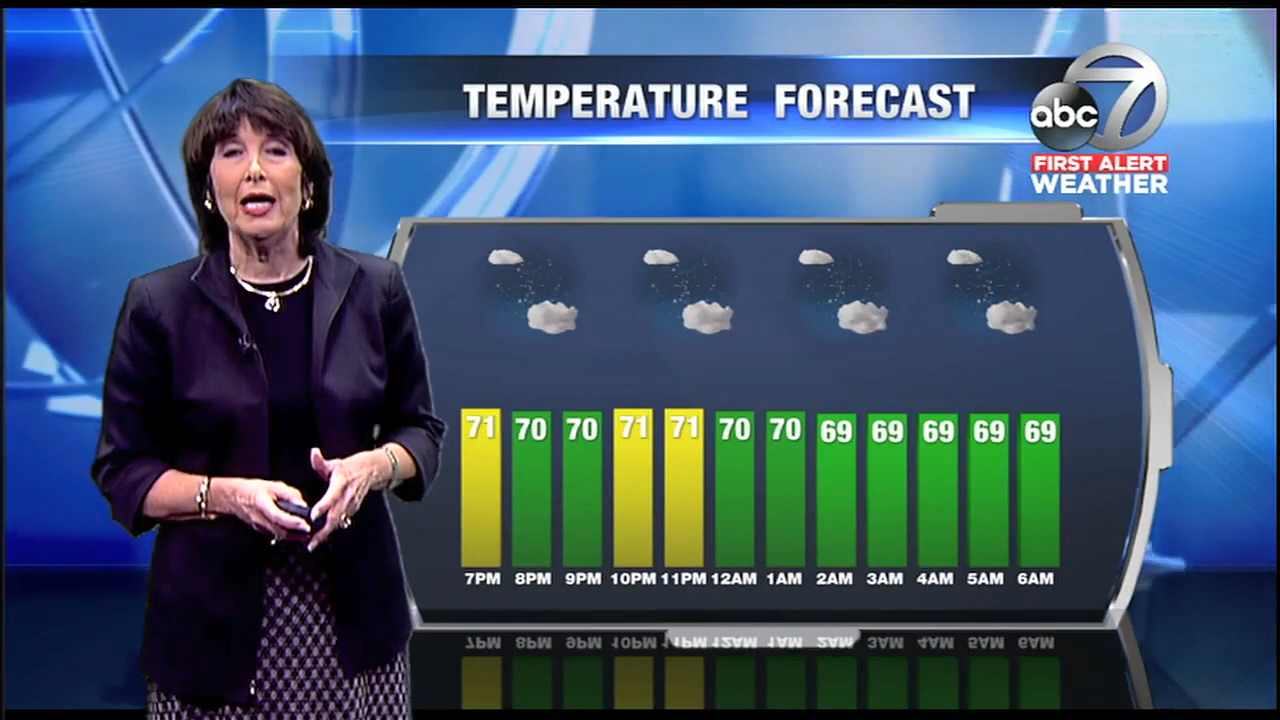 TEMPERATURE FORECAST
abc 7
FIRST ALERT
WEATHER
71 70 70 71 71 70 70 69 69 69 69 69
7PM 8PM 9PM 10PM 11PM 12AM 1AM 2AM 3AM 4AM 5AM 6AM